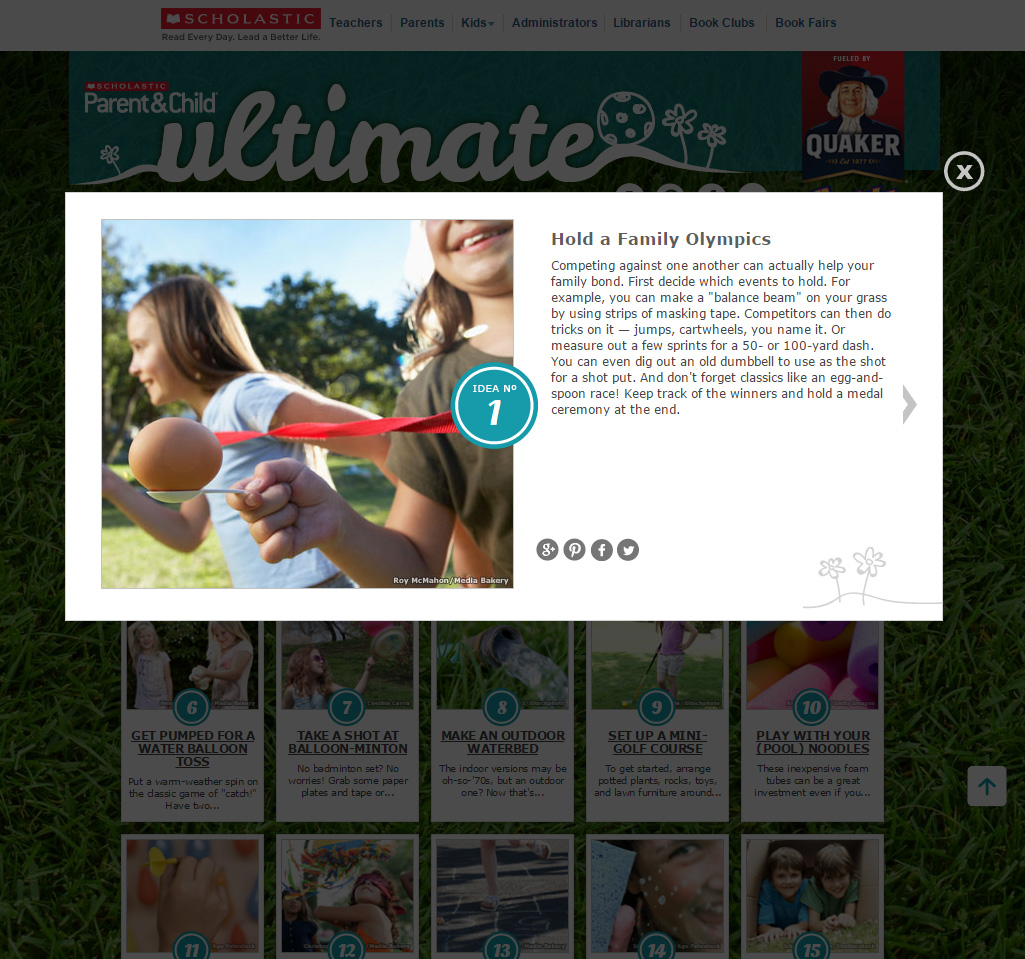 SCHOLASTIC
Read Every Day. Lead a Better Life.
Teachers
Parents
Kids
Administrators
Librarians
Book Clubs
Book Fairs
SCHOLASTIC
Parent&Child
ultimate
FUELED BY
QUAKER
Est 1877
X
Hold a Family Olympics
Competing against one another can actually help your
family bond. First decide which events to hold. For
example, you can make a "balance beam" on your grass
by using strips of masking tape. Competitors can then do
tricks on it — jumps, cartwheels, you name it. Or
measure out a few sprints for a 50- or 100-yard dash.
You can even dig out an old dumbbell to use as the shot
for a shot put. And don't forget classics like an egg-and-
spoon race! Keep track of the winners and hold a medal
ceremony at the end.
IDEA Nº
1
Roy McMahon/Media Bakery
6
GET PUMPED FOR A
WATER BALLOON
TOSS
Put a warm-weather spin on
the classic game of "catch!"
Have two...
7
TAKE A SHOT AT
BALLOON-MINTON
No badminton set? No
worries! Grab some paper
plates and tape or...
8
MAKE AN OUTDOOR
WATERBED
The indoor versions may be
oh-so-'70s, but an outdoor
one? Now that's...
9
SET UP A MINI-
GOLF COURSE
To get started, arrange
potted plants, rocks, toys,
and lawn furniture around...
10
PLAY WITH YOUR
(POOL) NOODLES
These inexpensive foam
tubes can be a great
investment even if you...
11
12
13
14
15